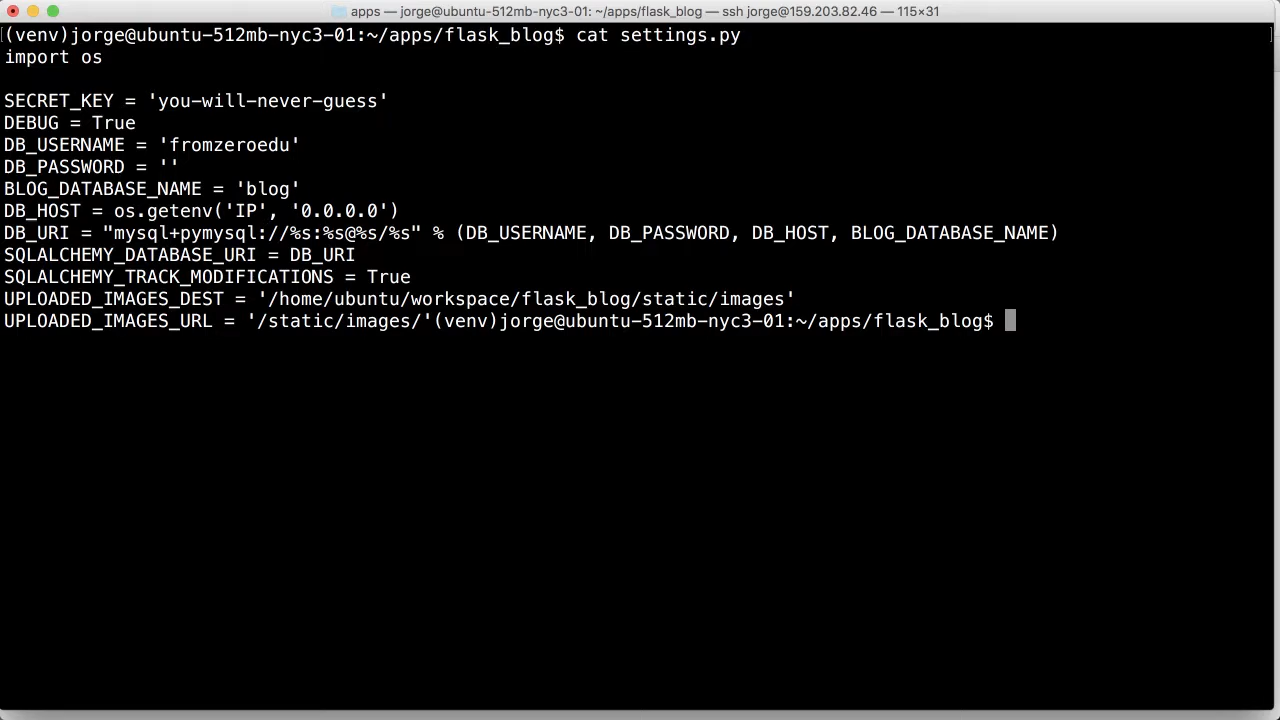 apps — jorge@ubuntu-512mb-nyc3-01: ~/apps/flask_blog — ssh jorge@159.203.82.46 — 115×31
(venv)jorge@ubuntu-512mb-nyc3-01:~/apps/flask_blog$ cat settings.py
import os
SECRET_KEY = 'you-will-never-guess'
DEBUG = True
DB_USERNAME = 'fromzeroedu'
DB_PASSWORD = ''
BLOG_DATABASE_NAME = 'blog'
DB_HOST = os.getenv('IP', '0.0.0.0')
DB_URI = "mysql+pymysql://%s:%s@%s/%s" % (DB_USERNAME, DB_PASSWORD, DB_HOST, BLOG_DATABASE_NAME)
SQLALCHEMY_DATABASE_URI = DB_URI
SQLALCHEMY_TRACK_MODIFICATIONS = True
UPLOADED_IMAGES_DEST = '/home/ubuntu/workspace/flask_blog/static/images'
UPLOADED_IMAGES_URL = '/static/images/'(venv)jorge@ubuntu-512mb-nyc3-01:~/apps/flask_blog$